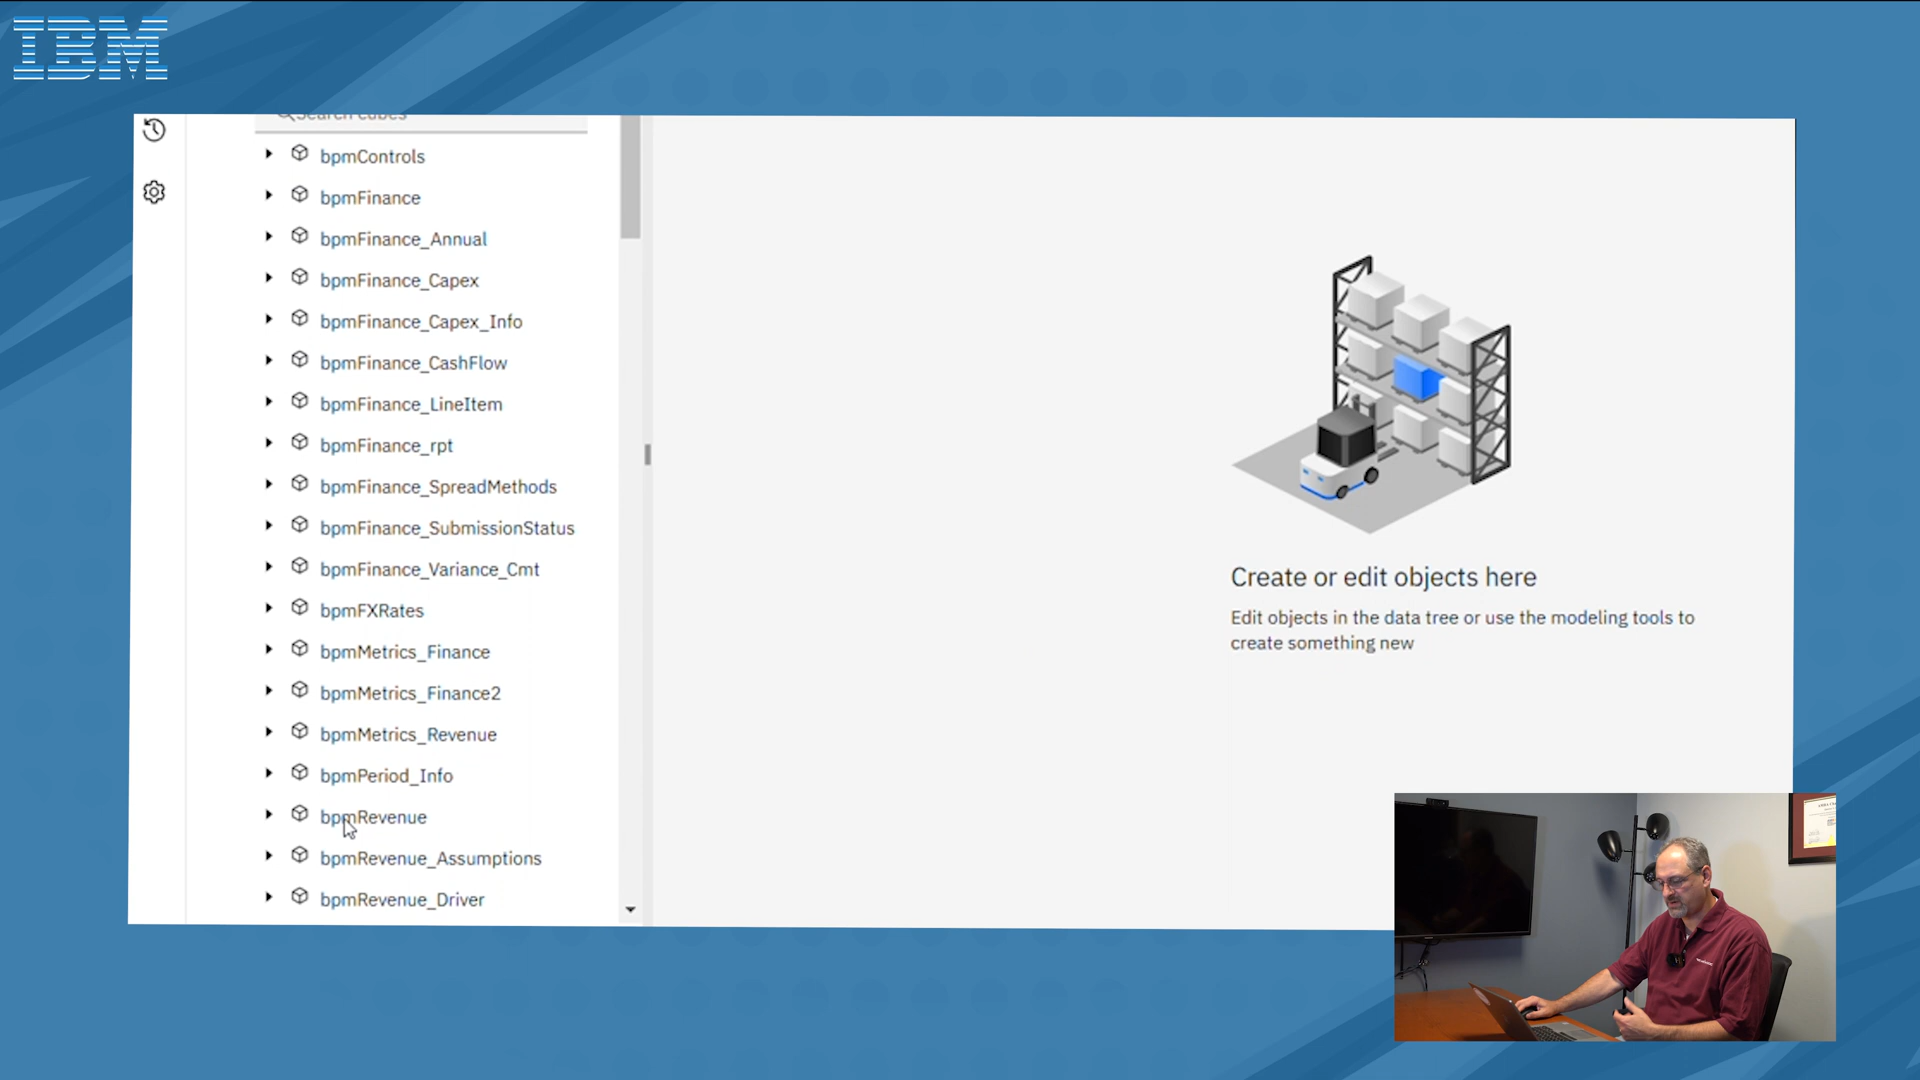 IBM
Search cubes
bpmControls
bpmFinance
bpmFinance_Annual
bpmFinance_Capex
bpmFinance_Capex_Info
bpmFinance_CashFlow
bpmFinance_LineItem
bpmFinance_rpt
bpmFinance_SpreadMethods
bpmFinance_SubmissionStatus
bpmFinance_Variance_Cmt
bpmFXRates
bpmMetrics_Finance
bpmMetrics_Finance2
bpmMetrics_Revenue
bpmPeriod_Info
bpmRevenue
bpmRevenue_Assumptions
bpmRevenue_Driver
Create or edit objects here
Edit objects in the data tree or use the modeling tools to
create something new